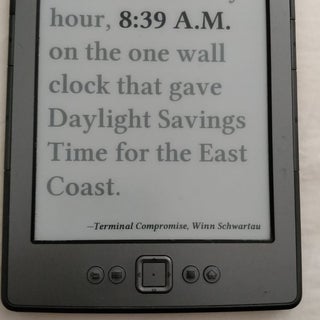 hour, 8:39 A.M.
on the one wall
clock that gave
Daylight Savings
Time for the East
Coast.
—Terminal Compromise, Winn Schwartau